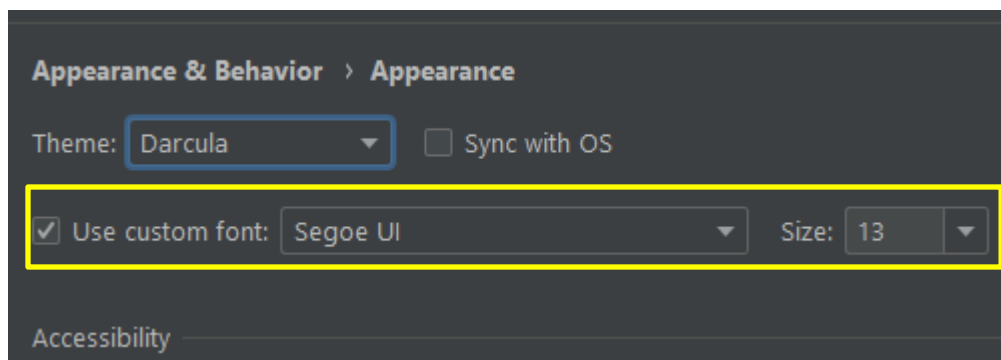 Appearance & Behavior › Appearance
Theme: Darcula Sync with OS
Use custom font: Segoe UI Size: 13
Accessibility